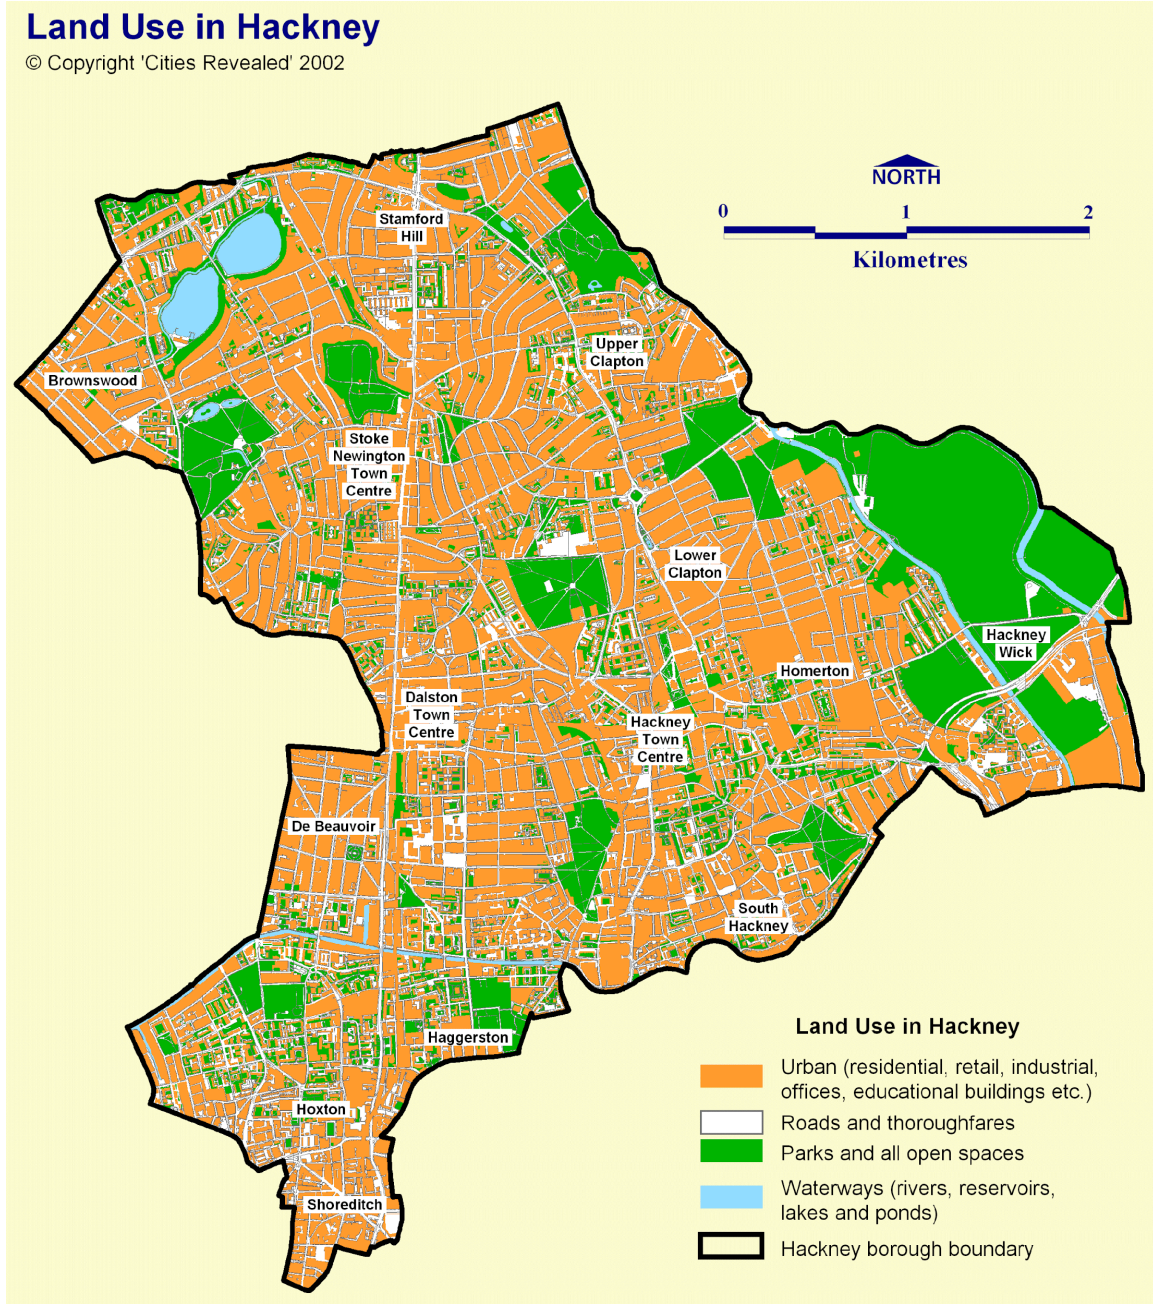 Land Use in Hackney
© Copyright 'Cities Revealed' 2002
NORTH
0 1 2
Kilometres
Stamford
Hill
Upper
Clapton
Brownswood
Stoke
Newington
Town
Centre
Lower
Clapton
Hackney
Wick
Homerton
Dalston
Town
Centre
Hackney
Town
Centre
De Beauvoir
South
Hackney
Haggerston
Hoxton
Shoreditch
Land Use in Hackney
Urban (residential, retail, industrial,
offices, educational buildings etc.)
Roads and thoroughfares
Parks and all open spaces
Waterways (rivers, reservoirs,
lakes and ponds)
Hackney borough boundary